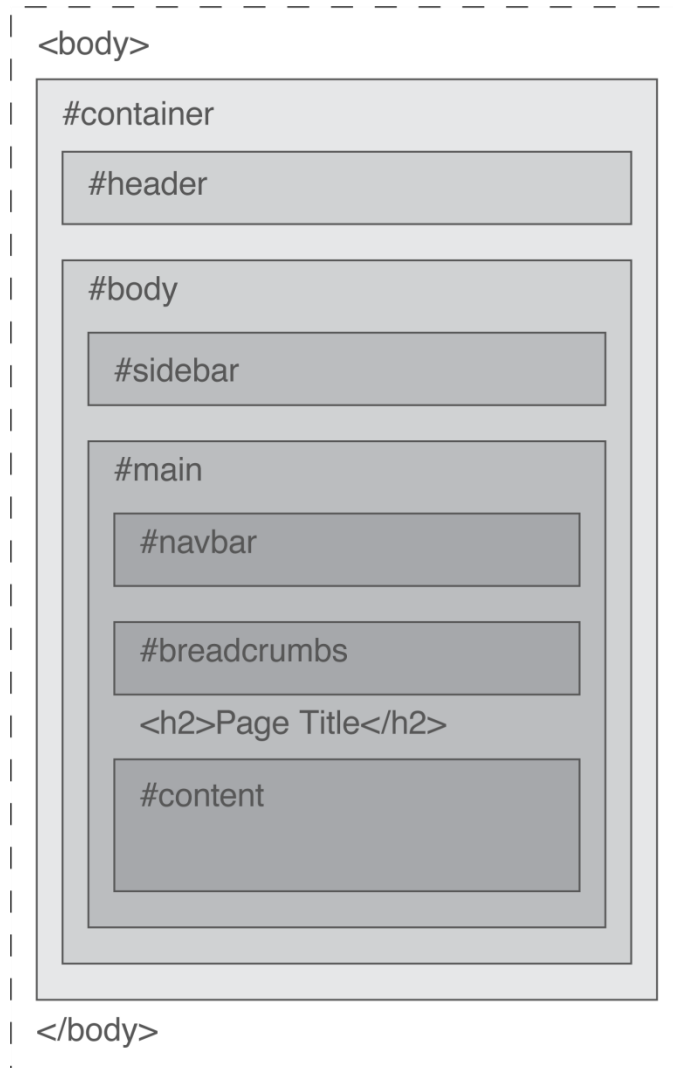 <body>
#container
#header
#body
#sidebar
#main
#navbar
#breadcrumbs
<h2>Page Title</h2>
#content
</body>